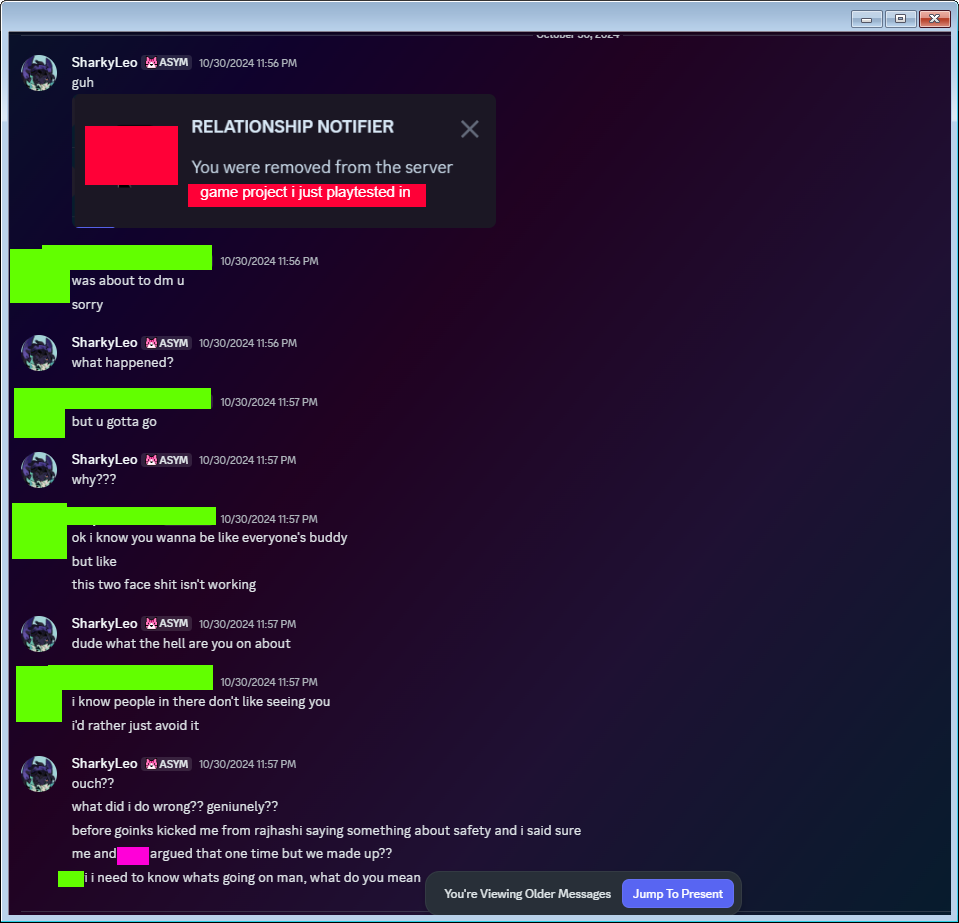 October 30, 2024
SharkyLeo ASYM 10/30/2024 11:56 PM
guh
RELATIONSHIP NOTIFIER
You were removed from the server
game project i just playtested in
10/30/2024 11:56 PM
was about to dm u
sorry
SharkyLeo ASYM 10/30/2024 11:56 PM
what happened?
10/30/2024 11:57 PM
but u gotta go
SharkyLeo ASYM 10/30/2024 11:57 PM
why???
10/30/2024 11:57 PM
ok i know you wanna be like everyone's buddy
but like
this two face shit isn't working
SharkyLeo ASYM 10/30/2024 11:57 PM
dude what the hell are you on about
10/30/2024 11:57 PM
i know people in there don't like seeing you
i'd rather just avoid it
SharkyLeo ASYM 10/30/2024 11:57 PM
ouch??
what did i do wrong?? geniunely??
before goinks kicked me from rajhashi saying something about safety and i said sure
me and argued that one time but we made up??
i i need to know whats going on man, what do you mean
You're Viewing Older Messages Jump To Present